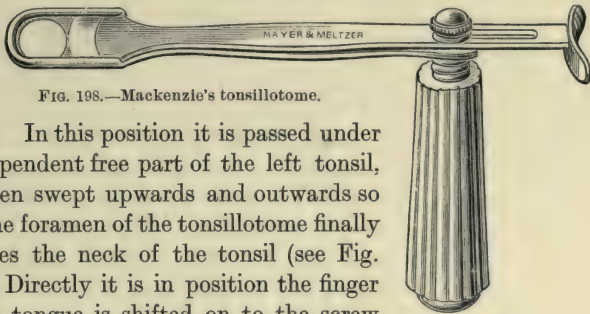 MAYER & MELTZER
FIG. 198.—Mackenzie's tonsillotome.
In this position it is passed under
pendent free part of the left tonsil,
en swept upwards and outwards so
e foramen of the tonsillotome finally
es the neck of the tonsil (see Fig.
Directly it is in position the finger
tongue is shifted on to the screw